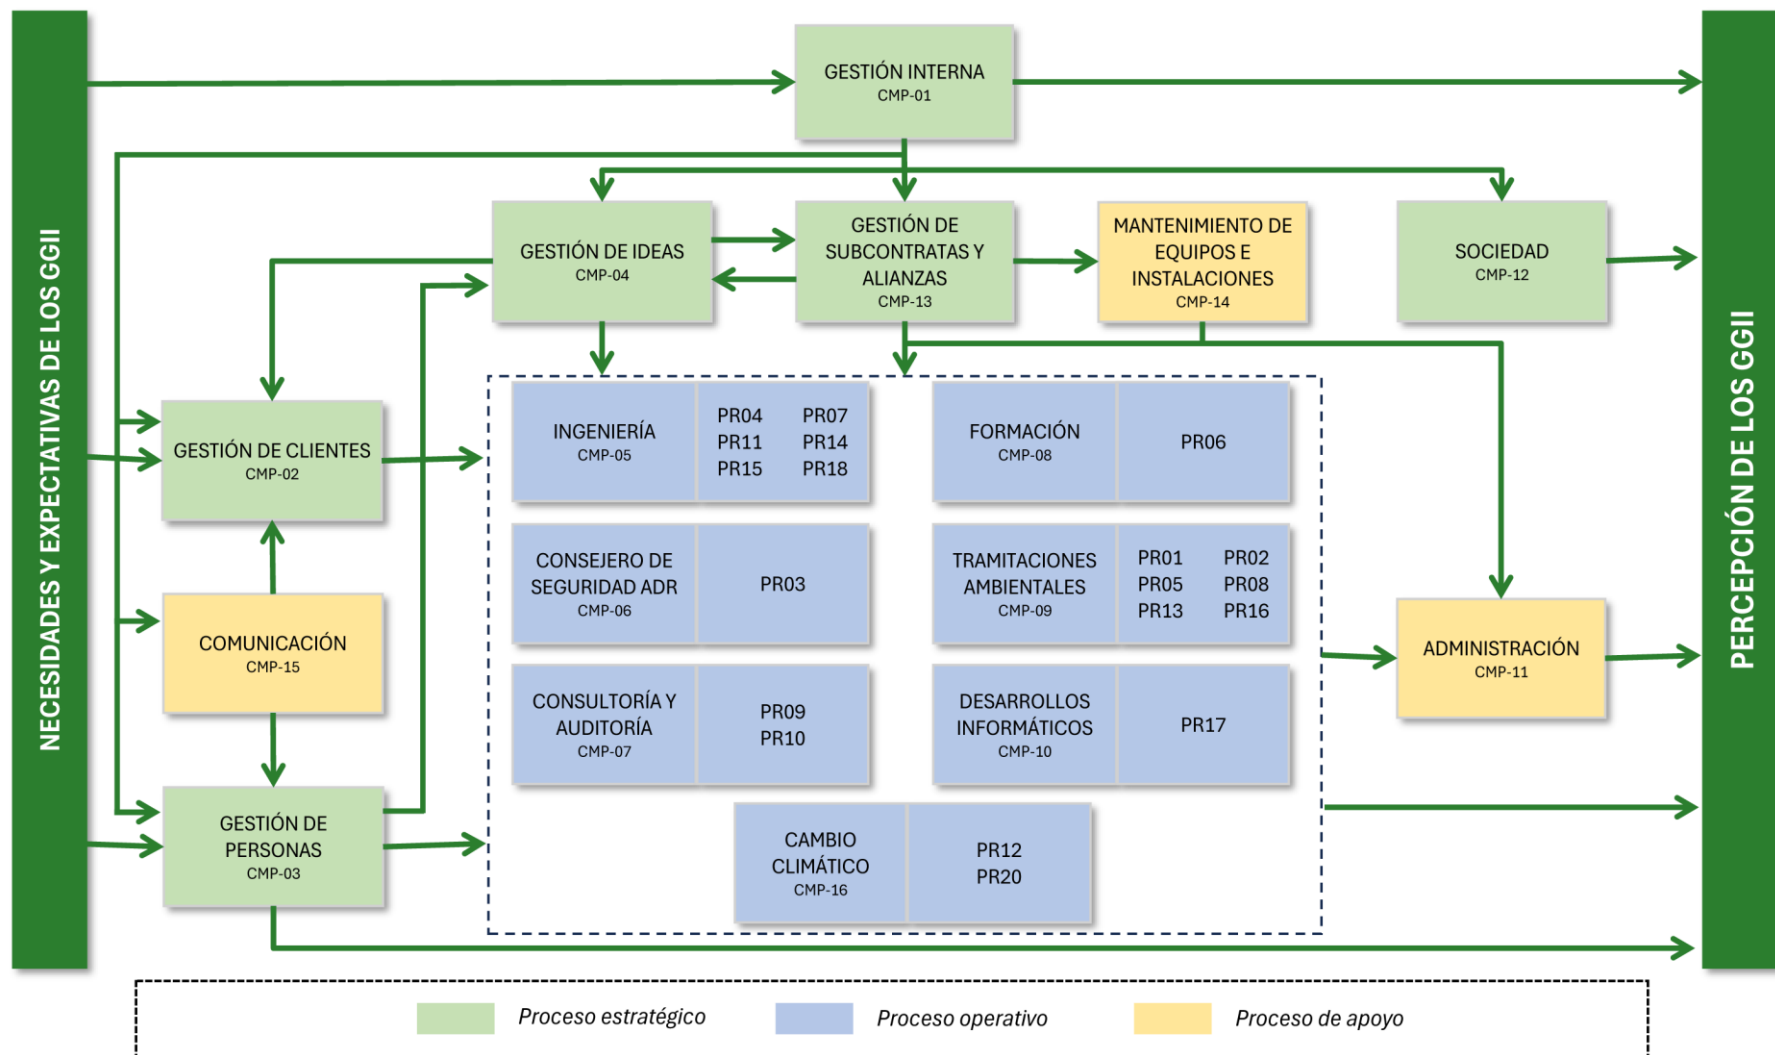 NECESIDADES Y EXPECTATIVAS DE LOS GGII
GESTIÓN INTERNA
CMP-01
GESTIÓN DE IDEAS
CMP-04
GESTIÓN DE
SUBCONTRATAS Y
ALIANZAS
CMP-13
MANTENIMIENTO DE
EQUIPOS E
INSTALACIONES
CMP-14
SOCIEDAD
CMP-12
GESTIÓN DE CLIENTES
CMP-02
COMUNICACIÓN
CMP-15
GESTIÓN DE
PERSONAS
CMP-03
INGENIERÍA
CMP-05
PR04 PR07
PR11 PR14
PR15 PR18
FORMACIÓN
CMP-08
PR06
CONSEJERO DE
SEGURIDAD ADR
CMP-06
PR03
TRAMITACIONES
AMBIENTALES
CMP-09
PR01 PR02
PR05 PR08
PR13 PR16
CONSULTORÍA Y
AUDITORÍA
CMP-07
PR09
PR10
DESARROLLOS
INFORMÁTICOS
CMP-10
PR17
CAMBIO
CLIMÁTICO
CMP-16
PR12
PR20
ADMINISTRACIÓN
CMP-11
PERCEPCIÓN DE LOS GGII
Proceso estratégico
Proceso operativo
Proceso de apoyo